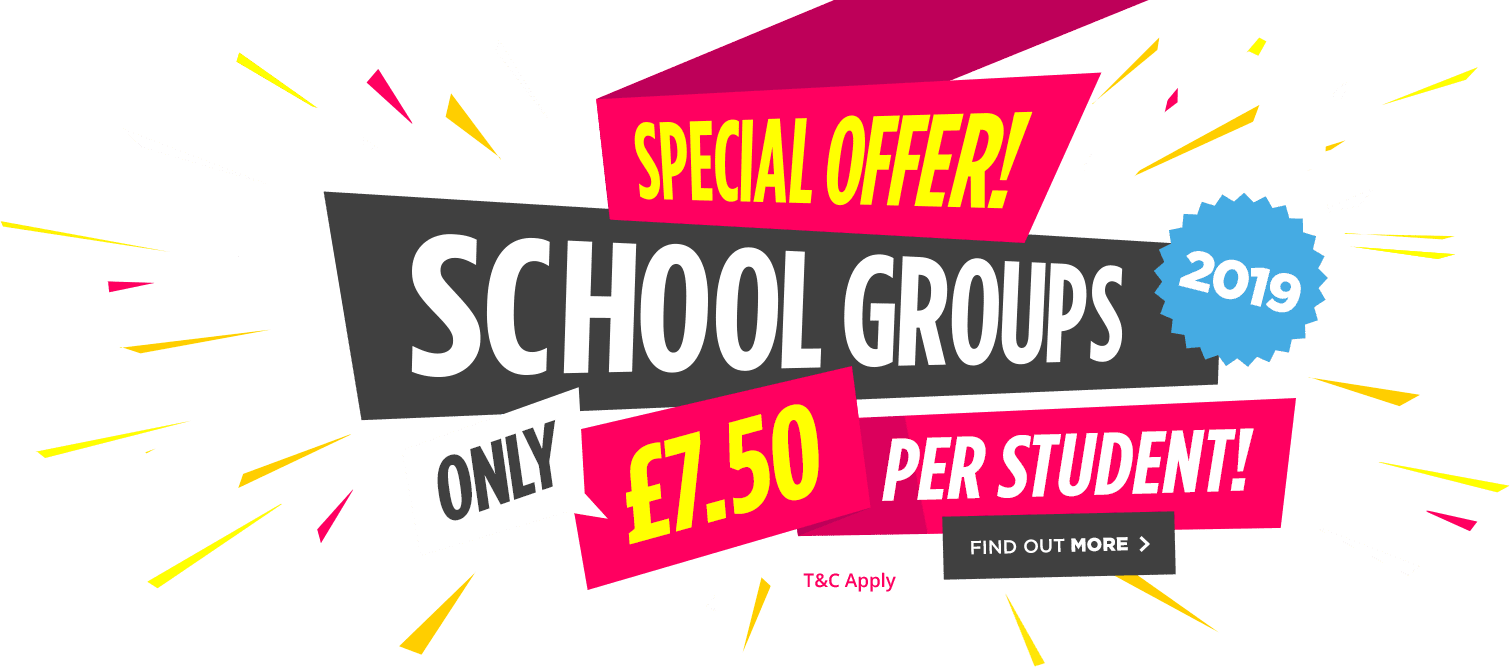 SPECIAL OFFER!
SCHOOL GROUPS
2019
ONLY
£7.50
PER STUDENT!
FIND OUT MORE >
T&C Apply